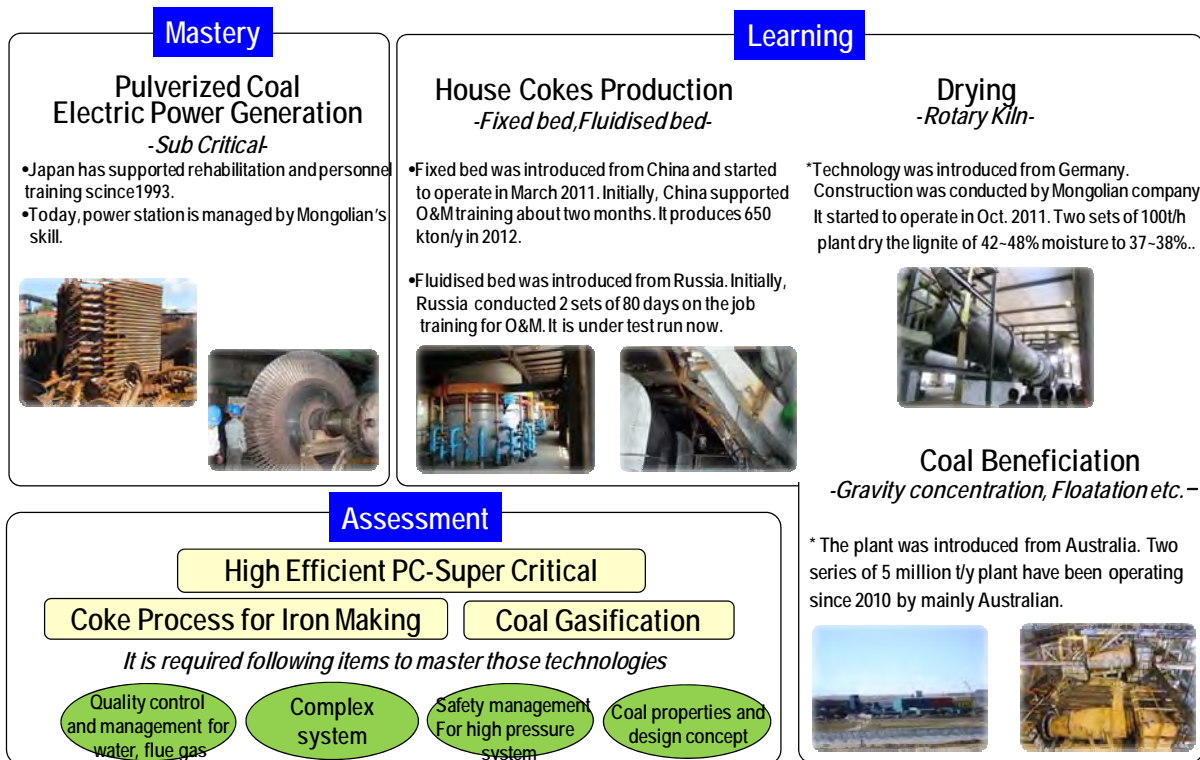 Mastery
Pulverized Coal
Electric Power Generation
-Sub Critical-
•Japan has supported rehabilitation and personnel
training scince1993.
•Today, power station is managed by Mongolian's
skill.
Learning
House Cokes Production
-Fixed bed,Fluidised bed-
•Fixed bed was introduced from China and started
to operate in March 2011. Initially, China supported
O&M training about two months. It produces 650
kton/y in 2012.
•Fluidised bed was introduced from Russia. Initially,
Russia conducted 2 sets of 80 days on the job
training for O&M. It is under test run now.
Drying
-Rotary Kiln-
*Technology was introduced from Germany.
Construction was conducted by Mongolian company
It started to operate in Oct. 2011. Two sets of 100t/h
plant dry the lignite of 42~48% moisture to 37~38%..
Coal Beneficiation
-Gravity concentration, Floatation etc.–
* The plant was introduced from Australia. Two
series of 5 million t/y plant have been operating
since 2010 by mainly Australian.
Assessment
High Efficient PC-Super Critical
Coke Process for Iron Making
Coal Gasification
It is required following items to master those technologies
Quality control
and management for
water, flue gas
Complex
system
Safety management
For high pressure
system
Coal properties and
design concept